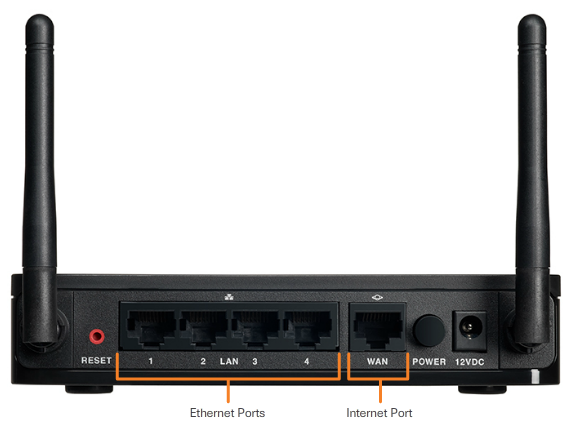 RESET 1 2 LAN 3 4 WAN POWER 12VDC
Ethernet Ports Internet Port